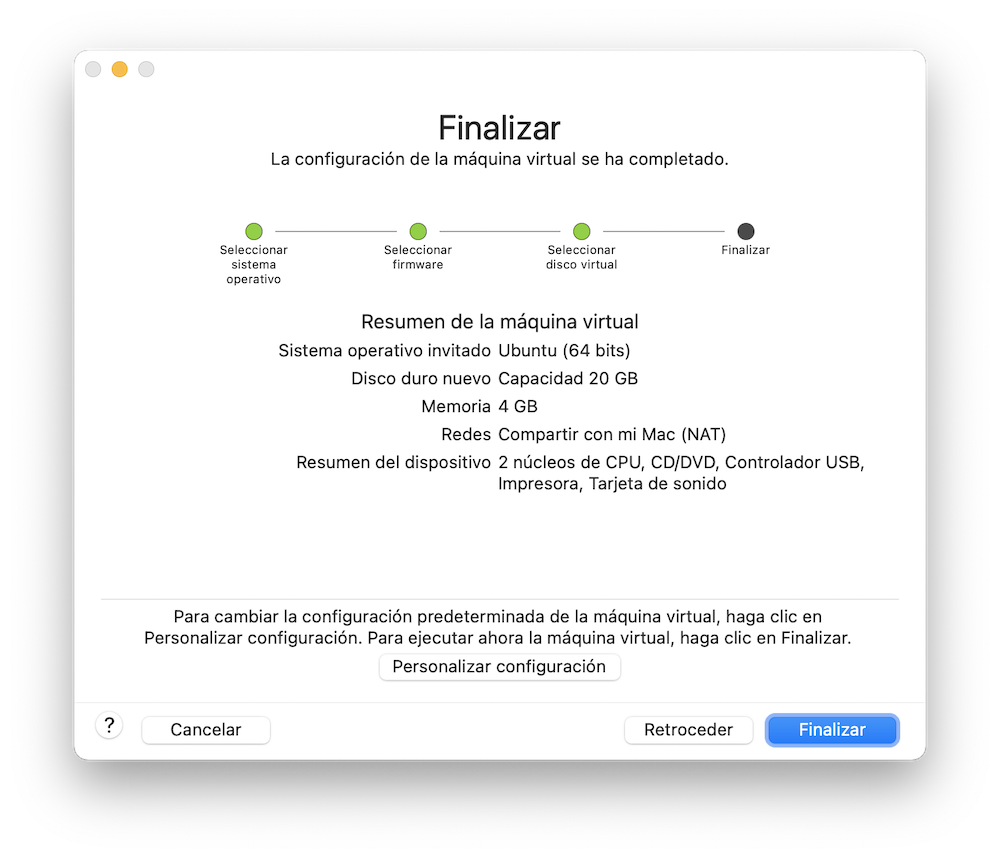 Finalizar
La configuración de la máquina virtual se ha completado.
Seleccionar
sistema
operativo
Seleccionar
firmware
Seleccionar
disco virtual
Finalizar
Resumen de la máquina virtual
Sistema operativo invitado Ubuntu (64 bits)
Disco duro nuevo Capacidad 20 GB
Memoria 4 GB
Redes Compartir con mi Mac (NAT)
Resumen del dispositivo 2 núcleos de CPU, CD/DVD, Controlador USB,
Impresora, Tarjeta de sonido
Para cambiar la configuración predeterminada de la máquina virtual, haga clic en
Personalizar configuración. Para ejecutar ahora la máquina virtual, haga clic en Finalizar.
Personalizar configuración
? Cancelar Retroceder Finalizar